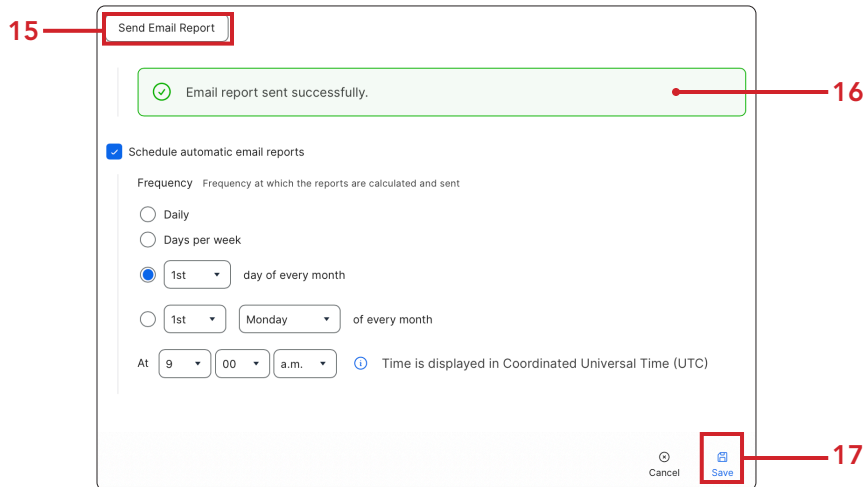 15
Send Email Report
Email report sent successfully.
16
Schedule automatic email reports
Frequency Frequency at which the reports are calculated and sent
Daily
Days per week
1st day of every month
1st Monday of every month
At 9 00 a.m. Time is displayed in Coordinated Universal Time (UTC)
17
Cancel Save